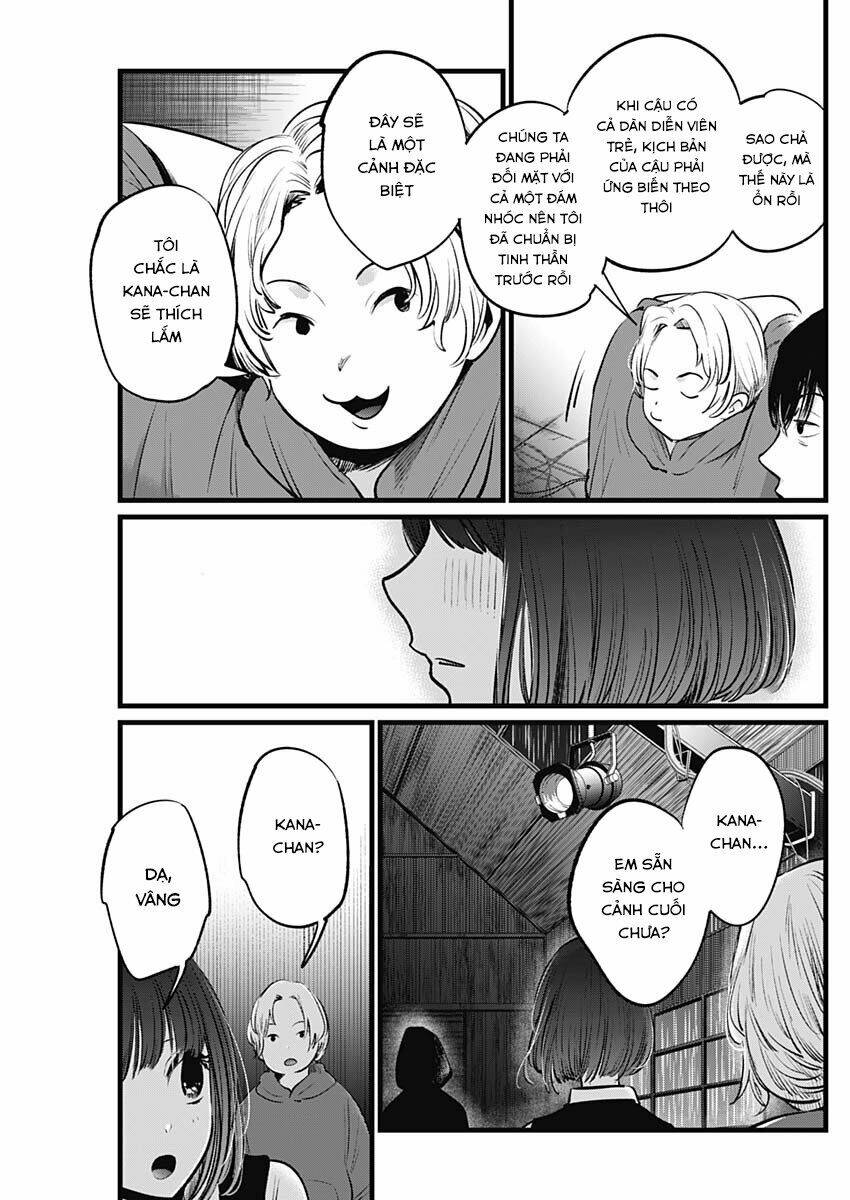 SAO CHẢ
ĐƯỢC, MÀ
THẾ NÀY LÀ
ỔN RỒI
KHI CẬU CÓ
CẢ DÀN DIỄN VIÊN
TRẺ, KỊCH BẢN
CỦA CẬU PHẢI
ỨNG BIẾN THEO
THÔI
CHÚNG TA
ĐANG PHẢI
ĐỐI MẶT VỚI
CẢ MỘT ĐÁM
NHÓC NÊN TÔI
ĐÃ CHUẨN BỊ
TINH THẦN
TRƯỚC RỒI
ĐÂY SẼ
LÀ MỘT
CẢNH ĐẶC
BIỆT
TÔI
CHẮC LÀ
KANA-CHAN
SẼ THÍCH
LẮM
KANA-
CHAN...
EM SẴN
SÀNG CHO
CẢNH CUỐI
CHƯA?
KANA-
CHAN?
DẠ,
VÂNG